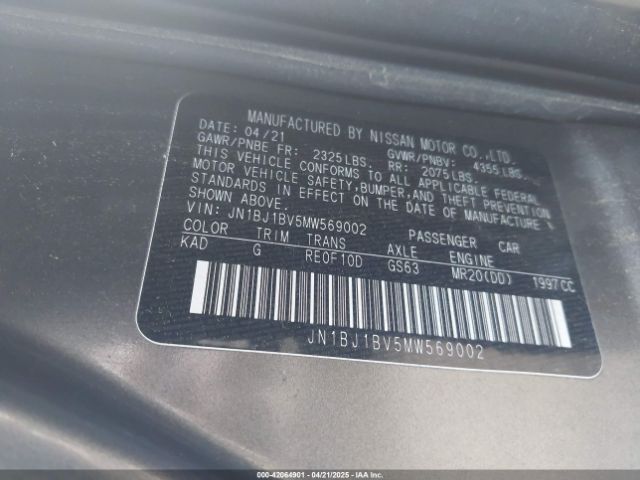 MANUFACTURED BY NISSAN MOTOR CO.,LTD.
DATE: 04/21
GAWR/PNBE FR: 2325LBS. GVWR/PNBV: 4355LBS.
RR: 2075LBS.
THIS VEHICLE CONFORMS TO ALL APPLICABLE FEDERAL
MOTOR VEHICLE SAFETY, BUMPER, AND THEFT PREVENTION
STANDARDS IN EFFECT ON THE DATE OF MANUFACTURE
SHOWN ABOVE.
VIN: JN1BJ1BV5MW569002 PASSENGER CAR
COLOR TRIM TRANS AXLE ENGINE
KAD G RE0F10D GS63 MR20(DD) 1997CC
JN1BJ1BV5MW569002
000-42064901 - 04/21/2025 - IAAI.COM